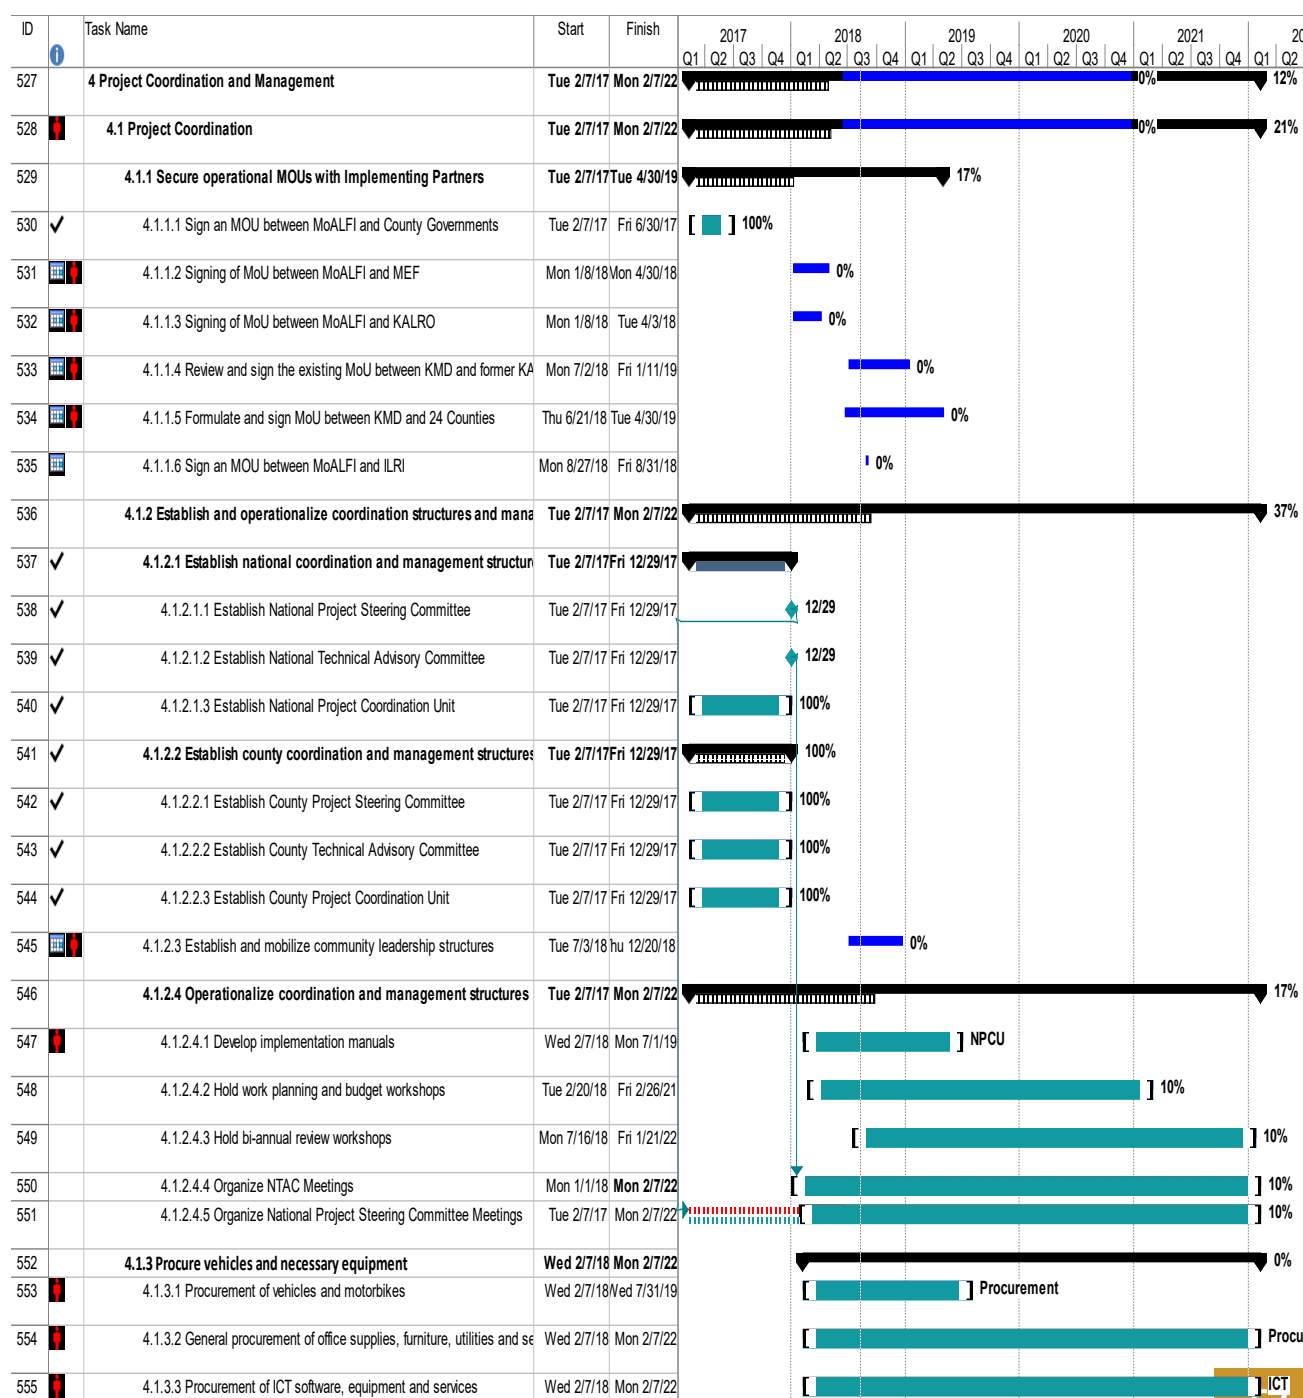 ID Task Name Start Finish 2017 2018 2019 2020 2021 20
Q1 Q2 Q3 Q4 Q1 Q2 Q3 Q4 Q1 Q2 Q3 Q4 Q1 Q2 Q3 Q4 Q1 Q2 Q3 Q4 Q1 Q2
527 4 Project Coordination and Management Tue 2/7/17 Mon 2/7/22 0% 12%
528 4.1 Project Coordination Tue 2/7/17 Mon 2/7/22 0% 21%
529 4.1.1 Secure operational MOUs with Implementing Partners Tue 2/7/17 Tue 4/30/19 17%
530 4.1.1.1 Sign an MOU between MoALFI and County Governments Tue 2/7/17 Fri 6/30/17 100%
531 4.1.1.2 Signing of MoU between MoALFI and MEF Mon 1/8/18 Mon 4/30/18 0%
532 4.1.1.3 Signing of MoU between MoALFI and KALRO Mon 1/8/18 Tue 4/3/18 0%
533 4.1.1.4 Review and sign the existing MoU between KMD and former KA Mon 7/2/18 Fri 1/11/19 0%
534 4.1.1.5 Formulate and sign MoU between KMD and 24 Counties Thu 6/21/18 Tue 4/30/19 0%
535 4.1.1.6 Sign an MOU between MoALFI and ILRI Mon 8/27/18 Fri 8/31/18 0%
536 4.1.2 Establish and operationalize coordination structures and mana Tue 2/7/17 Mon 2/7/22 37%
537 4.1.2.1 Establish national coordination and management structur Tue 2/7/17 Fri 12/29/17
538 4.1.2.1.1 Establish National Project Steering Committee Tue 2/7/17 Fri 12/29/17 12/29
539 4.1.2.1.2 Establish National Technical Advisory Committee Tue 2/7/17 Fri 12/29/17 12/29
540 4.1.2.1.3 Establish National Project Coordination Unit Tue 2/7/17 Fri 12/29/17 100%
541 4.1.2.2 Establish county coordination and management structures Tue 2/7/17 Fri 12/29/17 100%
542 4.1.2.2.1 Establish County Project Steering Committee Tue 2/7/17 Fri 12/29/17 100%
543 4.1.2.2.2 Establish County Technical Advisory Committee Tue 2/7/17 Fri 12/29/17 100%
544 4.1.2.2.3 Establish County Project Coordination Unit Tue 2/7/17 Fri 12/29/17 100%
545 4.1.2.3 Establish and mobilize community leadership structures Tue 7/3/18 hu 12/20/18 0%
546 4.1.2.4 Operationalize coordination and management structures Tue 2/7/17 Mon 2/7/22 17%
547 4.1.2.4.1 Develop implementation manuals Wed 2/7/18 Mon 7/1/19 NPCU
548 4.1.2.4.2 Hold work planning and budget workshops Tue 2/20/18 Fri 2/26/21 10%
549 4.1.2.4.3 Hold bi-annual review workshops Mon 7/16/18 Fri 1/21/22 10%
550 4.1.2.4.4 Organize NTAC Meetings Mon 1/1/18 Mon 2/7/22 10%
551 4.1.2.4.5 Organize National Project Steering Committee Meetings Tue 2/7/17 Mon 2/7/22 10%
552 4.1.3 Procure vehicles and necessary equipment Wed 2/7/18 Mon 2/7/22 0%
553 4.1.3.1 Procurement of vehicles and motorbikes Wed 2/7/18 Wed 7/31/19 Procurement
554 4.1.3.2 General procurement of office supplies, furniture, utilities and se Wed 2/7/18 Mon 2/7/22 Procu
555 4.1.3.3 Procurement of ICT software, equipment and services Wed 2/7/18 Mon 2/7/22 ICT